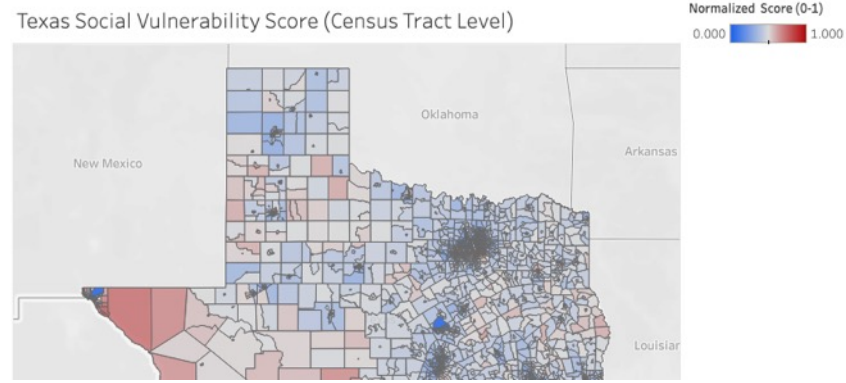 Texas Social Vulnerability Score (Census Tract Level)
Normalized Score (0-1)
0.000 1.000
Oklahoma
Arkansas
New Mexico
Louisiar